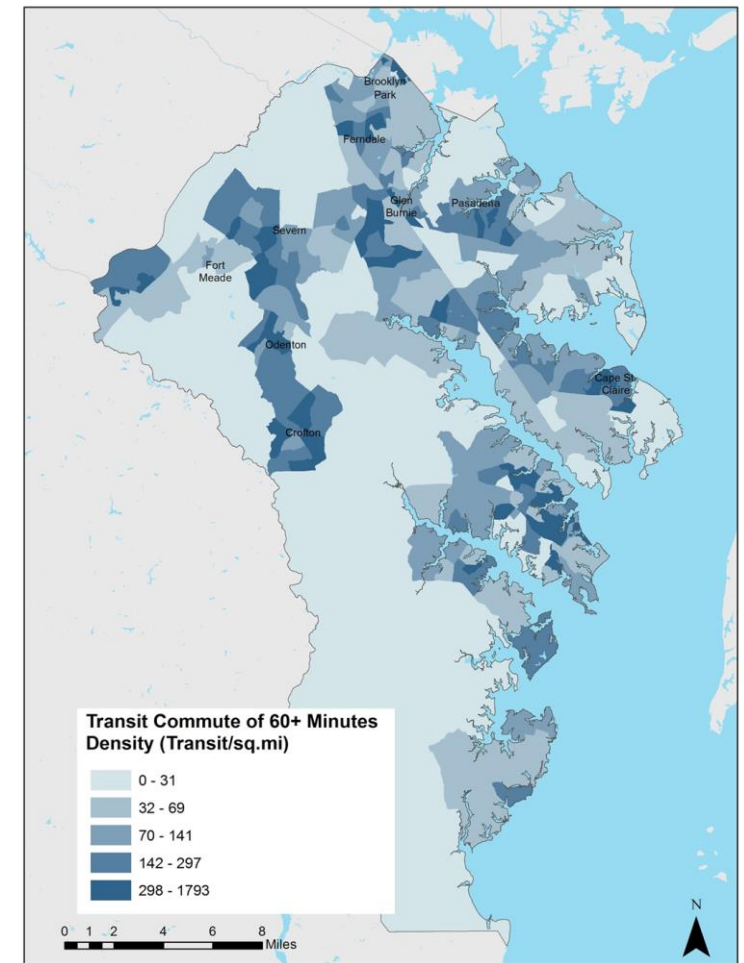 Brooklyn
Park
Ferndale
Glen
Burnie
Pasadena
Severn
Fort
Meade
Odenton
Cape St
Claire
Crofton
Transit Commute of 60+ Minutes
Density (Transit/sq.mi)
0 - 31
32 - 69
70 - 141
142 - 297
298 - 1793
N
0 1 2 4 6 8
Miles